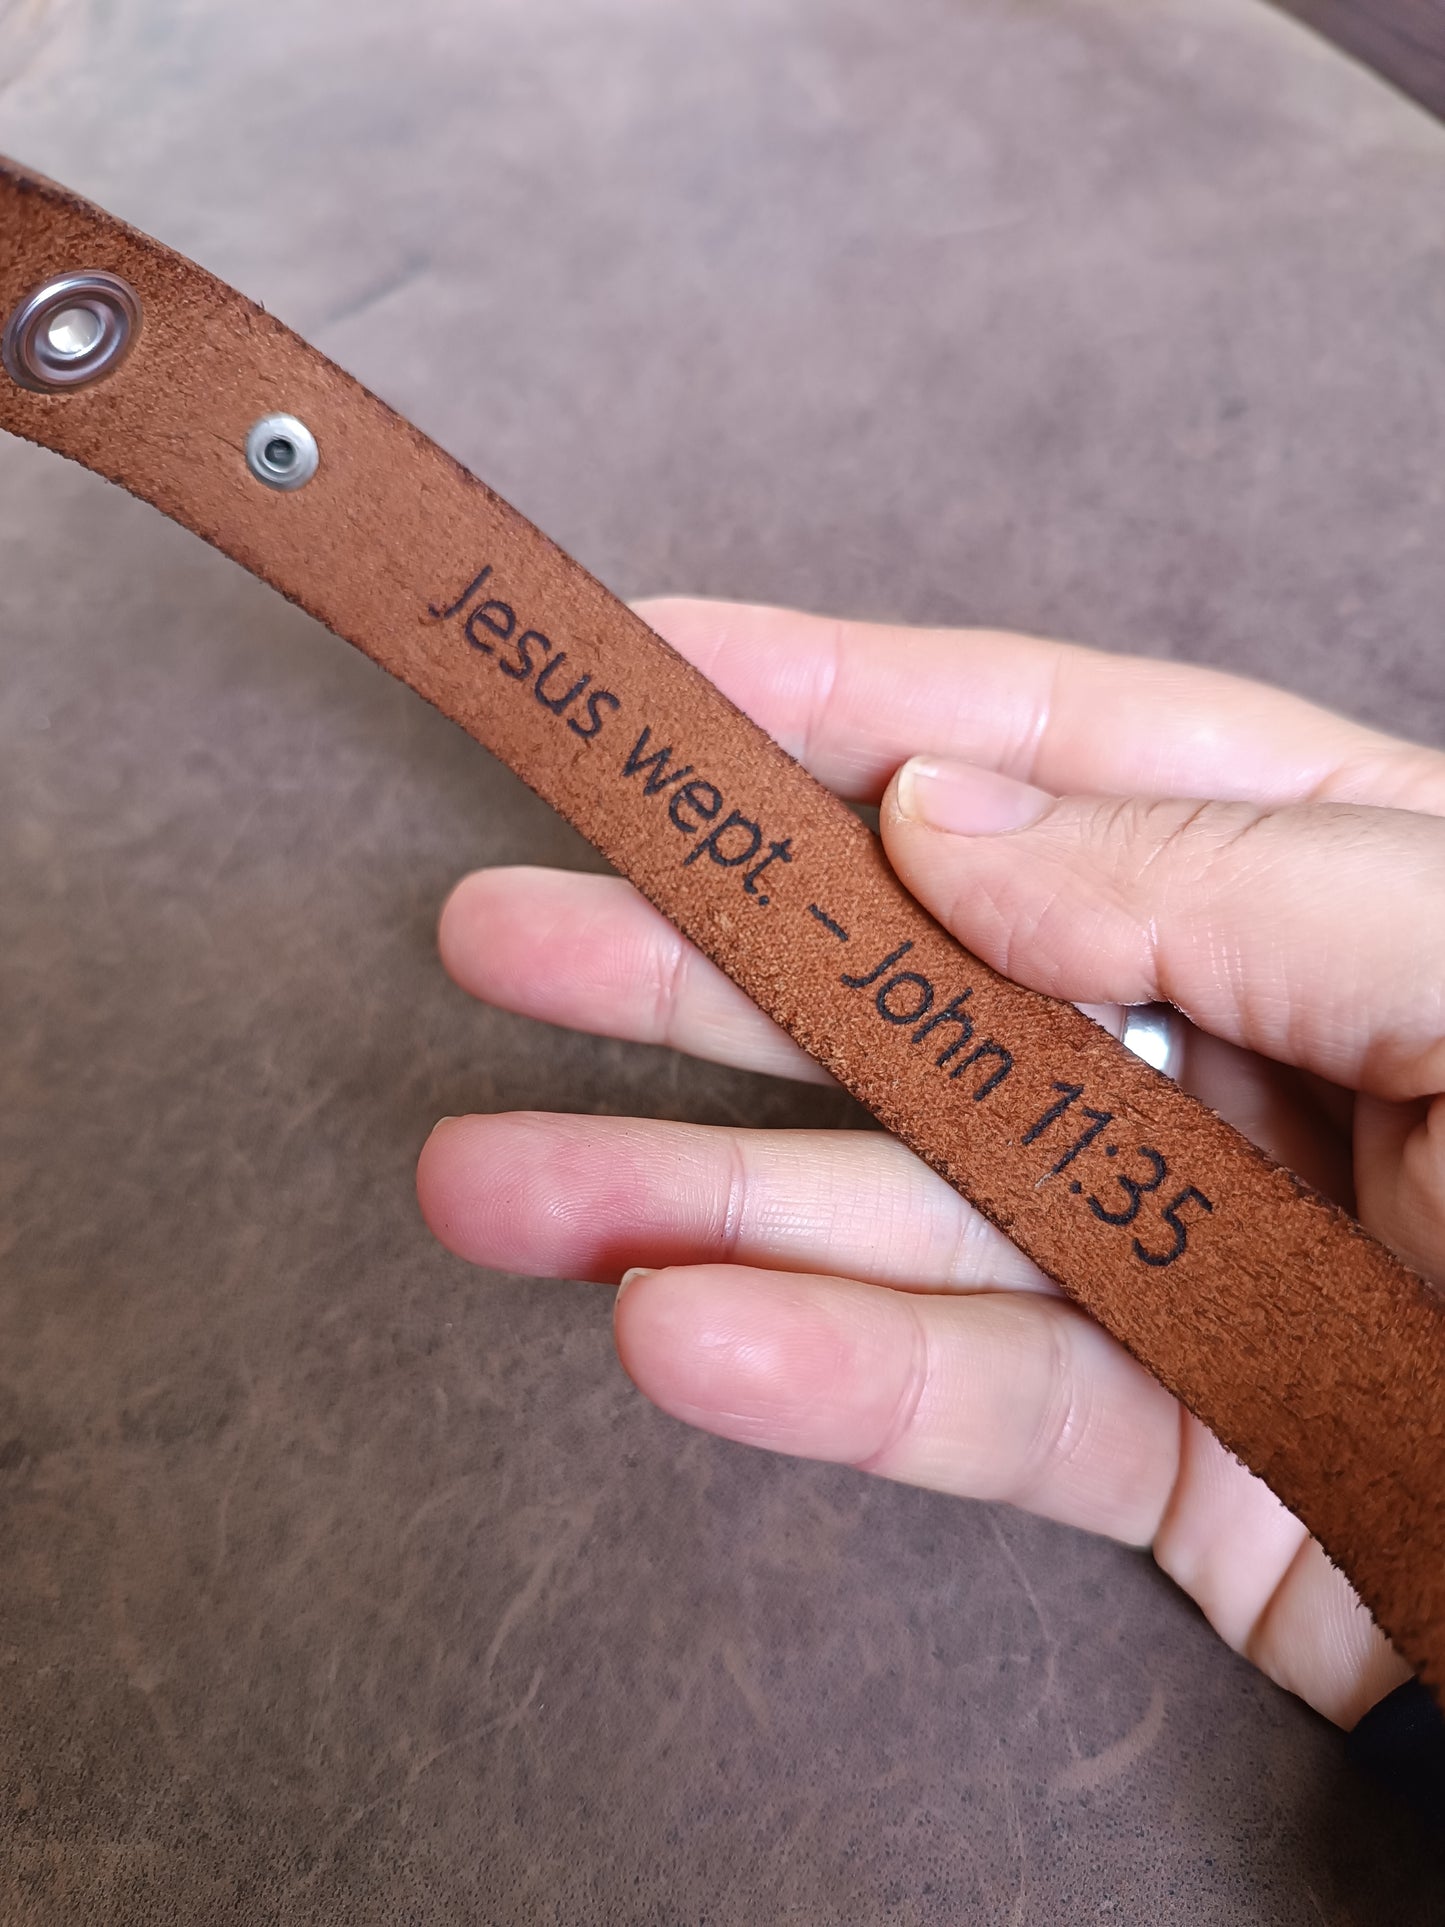 Jesus wept. – John 11:35